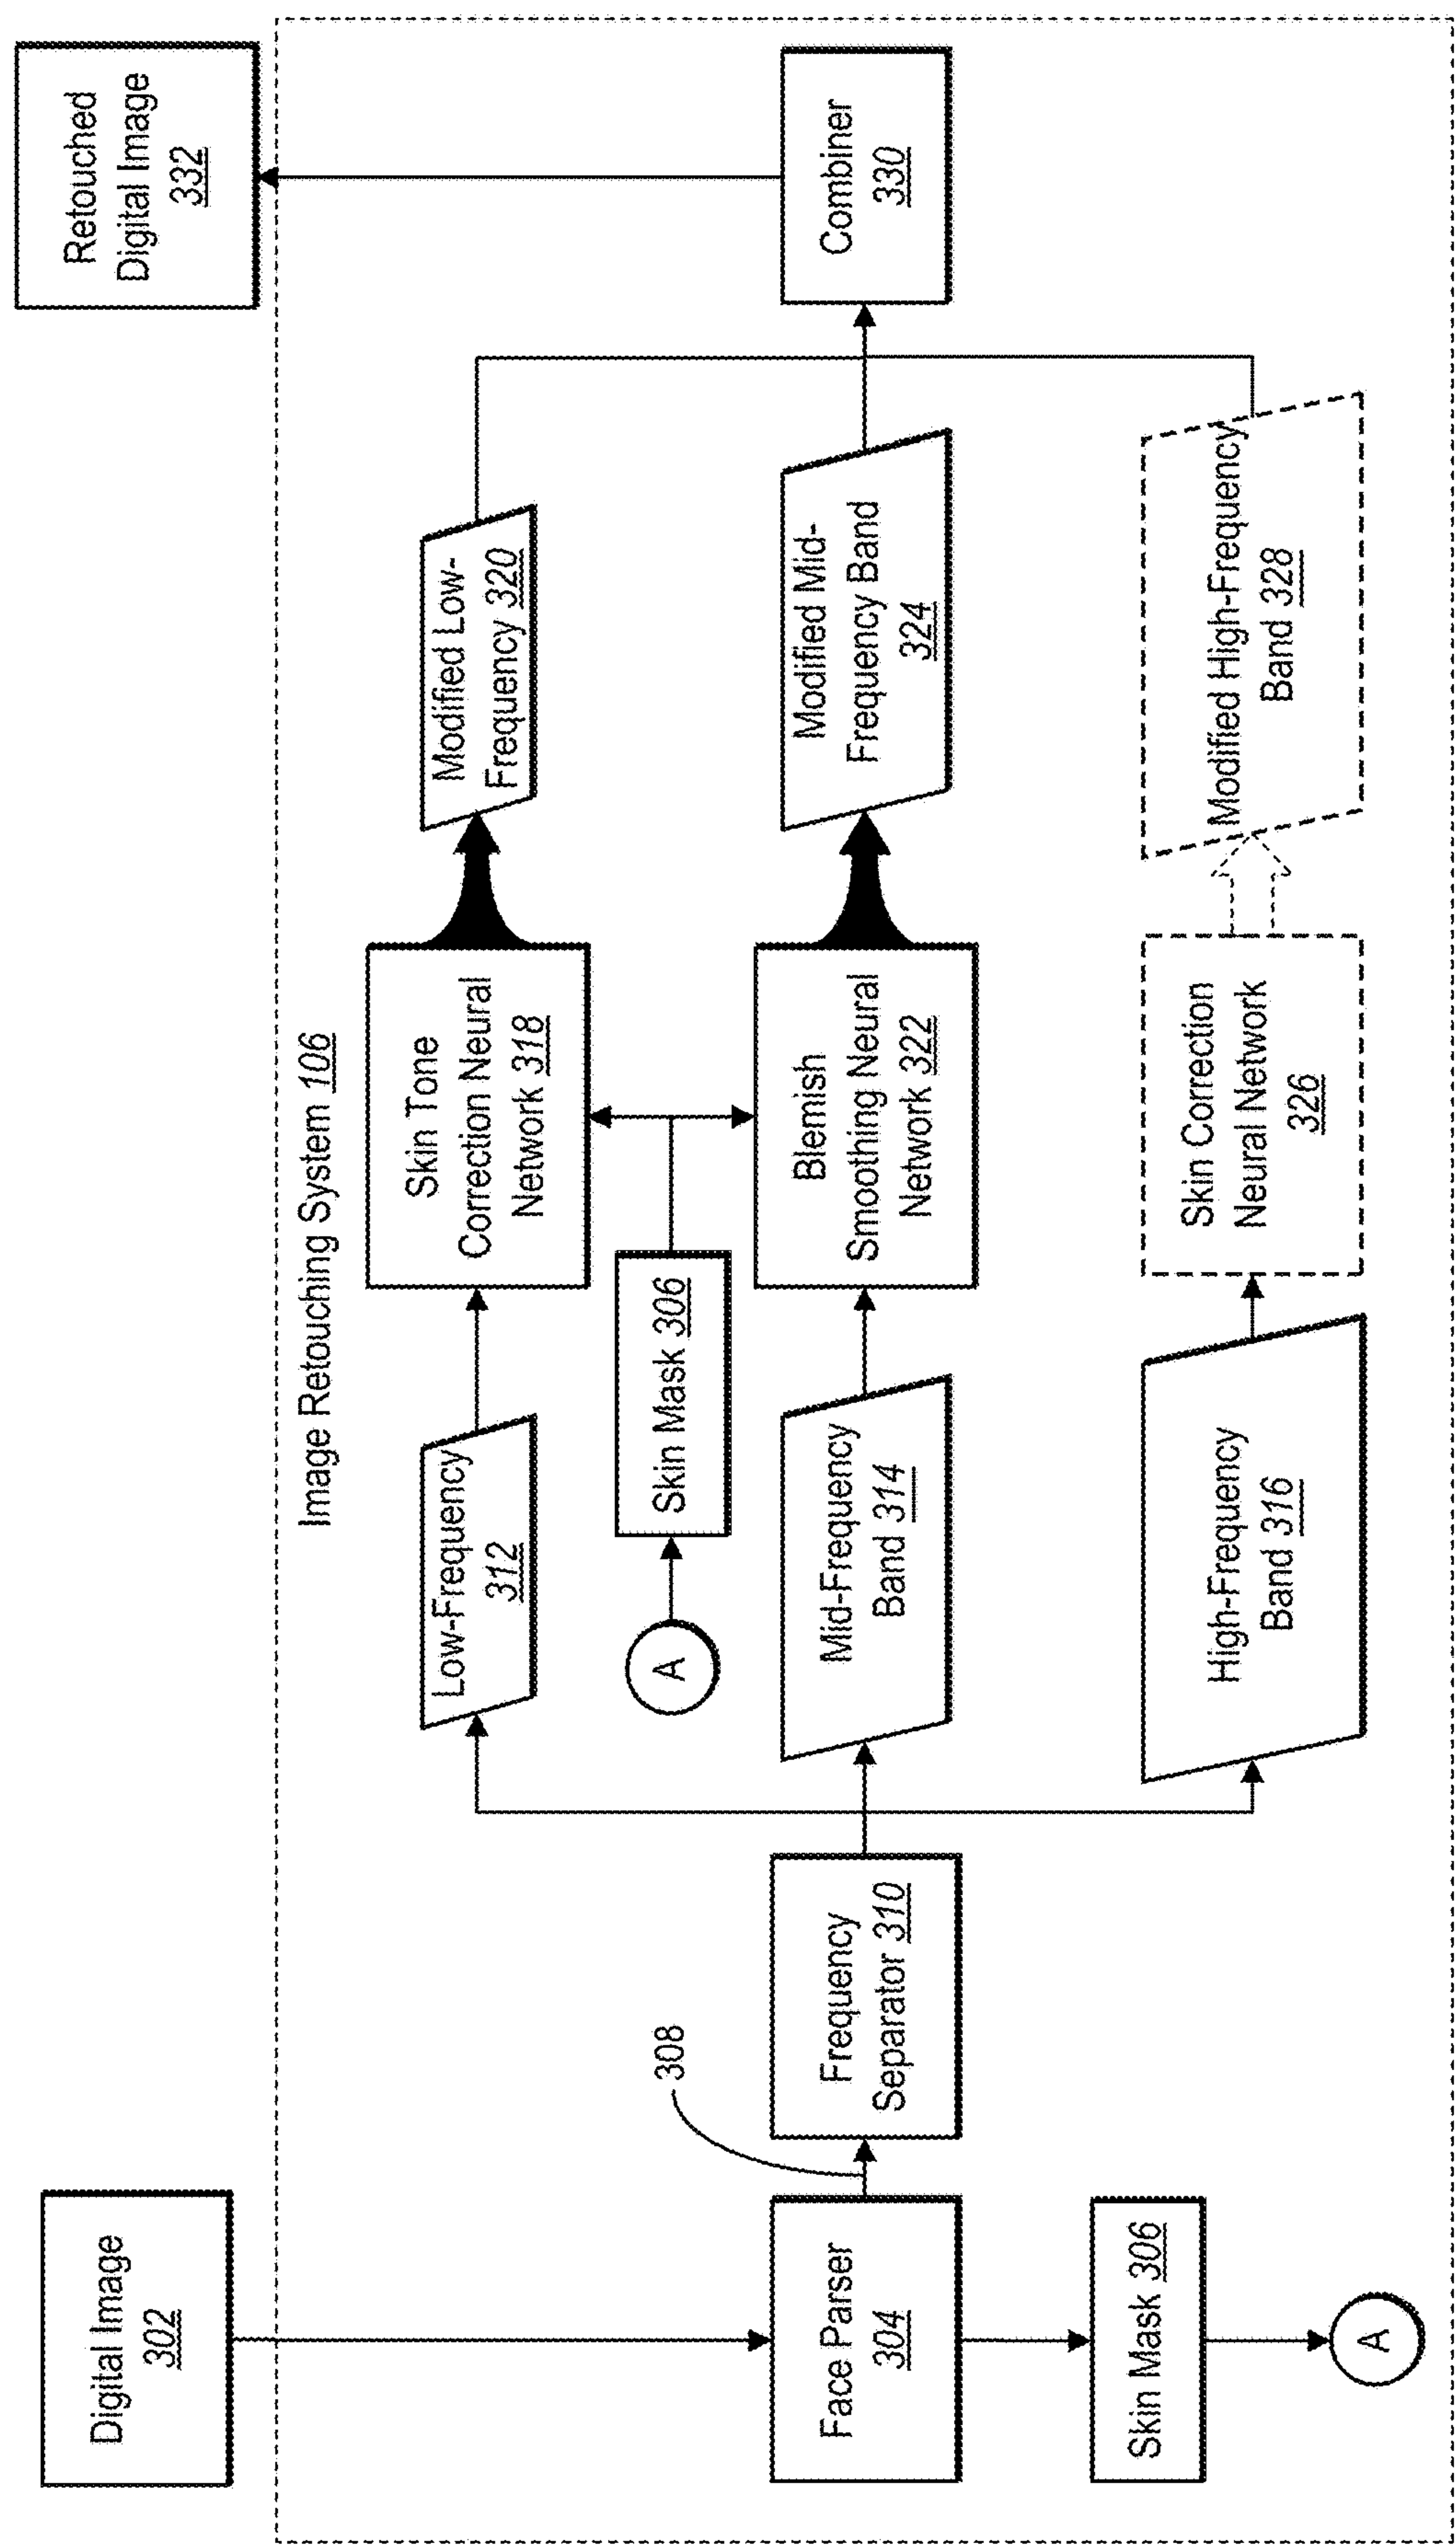 Digital Image
302
Retouched
Digital Image
332
Image Retouching System 106
Low-Frequency
312
Skin Tone
Correction Neural
Network 318
Modified Low-
Frequency 320
A
Skin Mask 306
308
Face Parser
304
Frequency
Separator 310
Mid-Frequency
Band 314
Blemish
Smoothing Neural
Network 322
Modified Mid-
Frequency Band
324
Combiner
330
Skin Mask 306
A
High-Frequency
Band 316
Skin Correction
Neural Network
326
Modified High-Frequency
Band 328